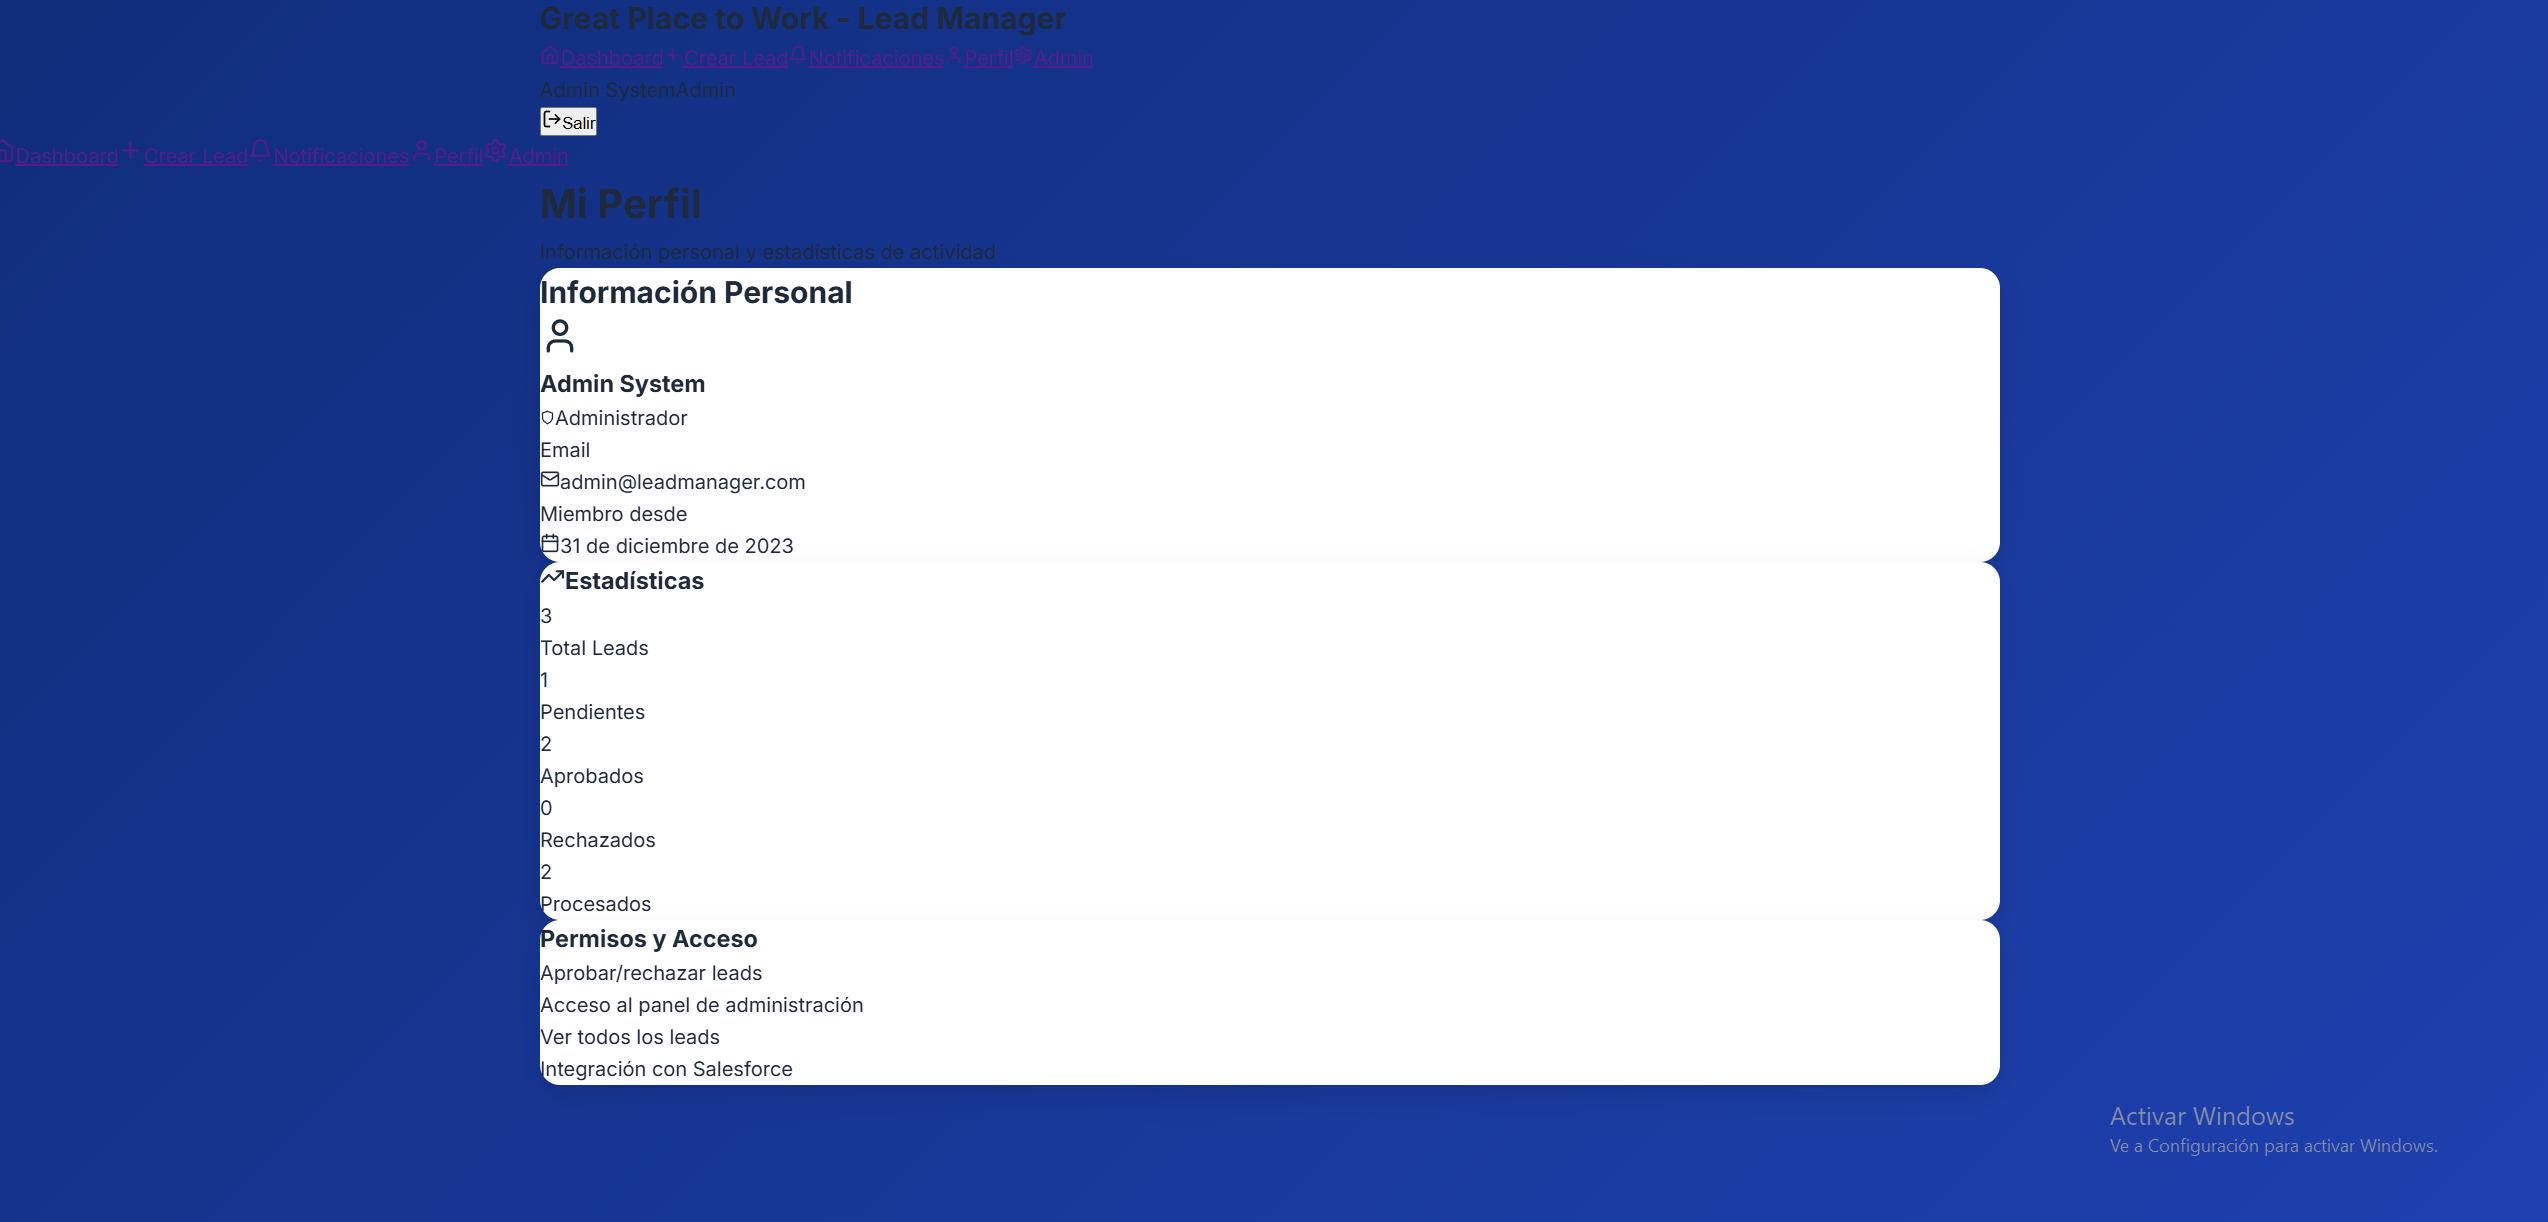 Great Place to Work - Lead Manager
Dashboard Crear Lead Notificaciones Perfil Admin
Admin SystemAdmin
Salir
Dashboard Crear Lead Notificaciones Perfil Admin
Mi Perfil
Información personal y estadísticas de actividad
Información Personal
Admin System
Administrador
Email
admin@leadmanager.com
Miembro desde
31 de diciembre de 2023
Estadísticas
3
Total Leads
1
Pendientes
2
Aprobados
0
Rechazados
2
Procesados
Permisos y Acceso
Aprobar/rechazar leads
Acceso al panel de administración
Ver todos los leads
Integración con Salesforce
Activar Windows
Ve a Configuración para activar Windows.